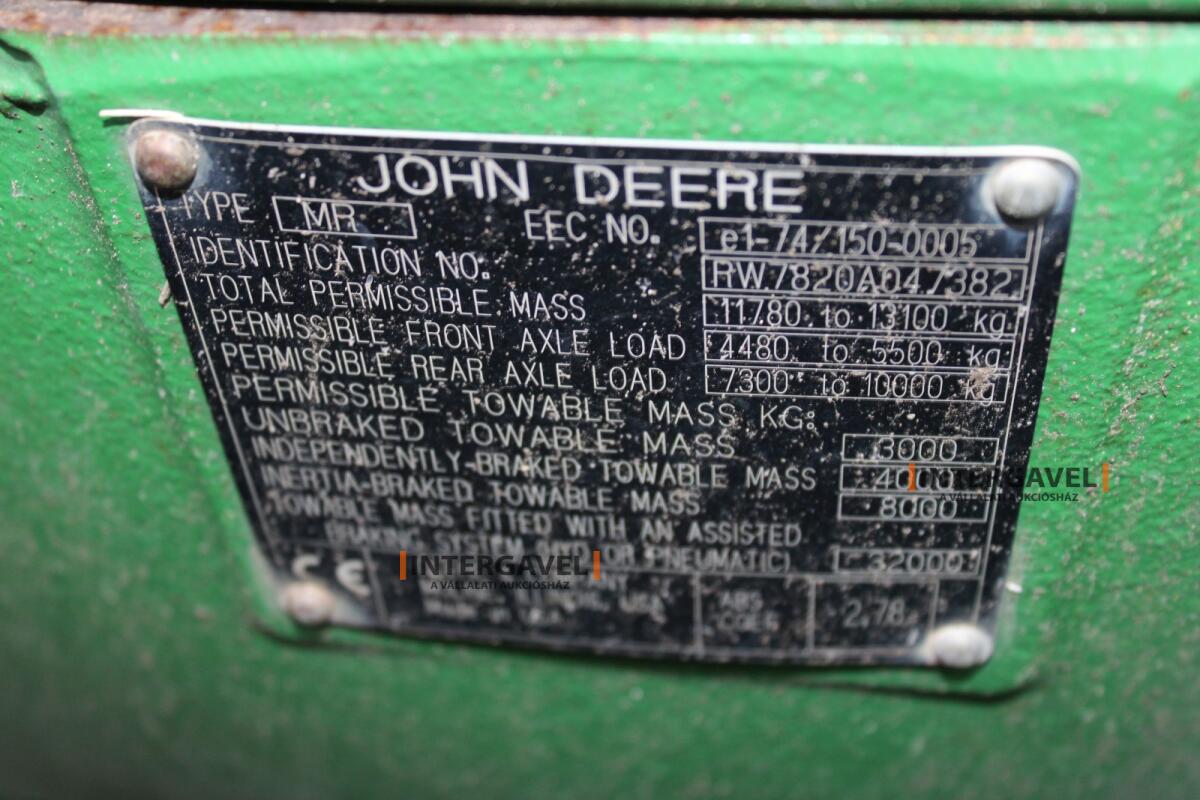 JOHN DEERE
TYPE MR EEC NO. e1-74/150-0005
IDENTIFICATION NO. RW7820A047382
TOTAL PERMISSIBLE MASS 11780 to 13100 kg
PERMISSIBLE FRONT AXLE LOAD 4480 to 5500 kg
PERMISSIBLE REAR AXLE LOAD 7300 to 10000 kg
PERMISSIBLE TOWABLE MASS KG:
UNBRAKED TOWABLE MASS 3000
INDEPENDENTLY-BRAKED TOWABLE MASS
INERTIA-BRAKED TOWABLE MASS 8000
TOWABLE MASS FITTED WITH AN ASSISTED
BRAKING SYSTEM OR PNEUMATIC) 32000
CE USA ABS 2,78
INTERGAVEL
A VÁLLALATI AUKCIÓSHÁZ
INTERGAVEL
A VÁLLALATI AUKCIÓSHÁZ